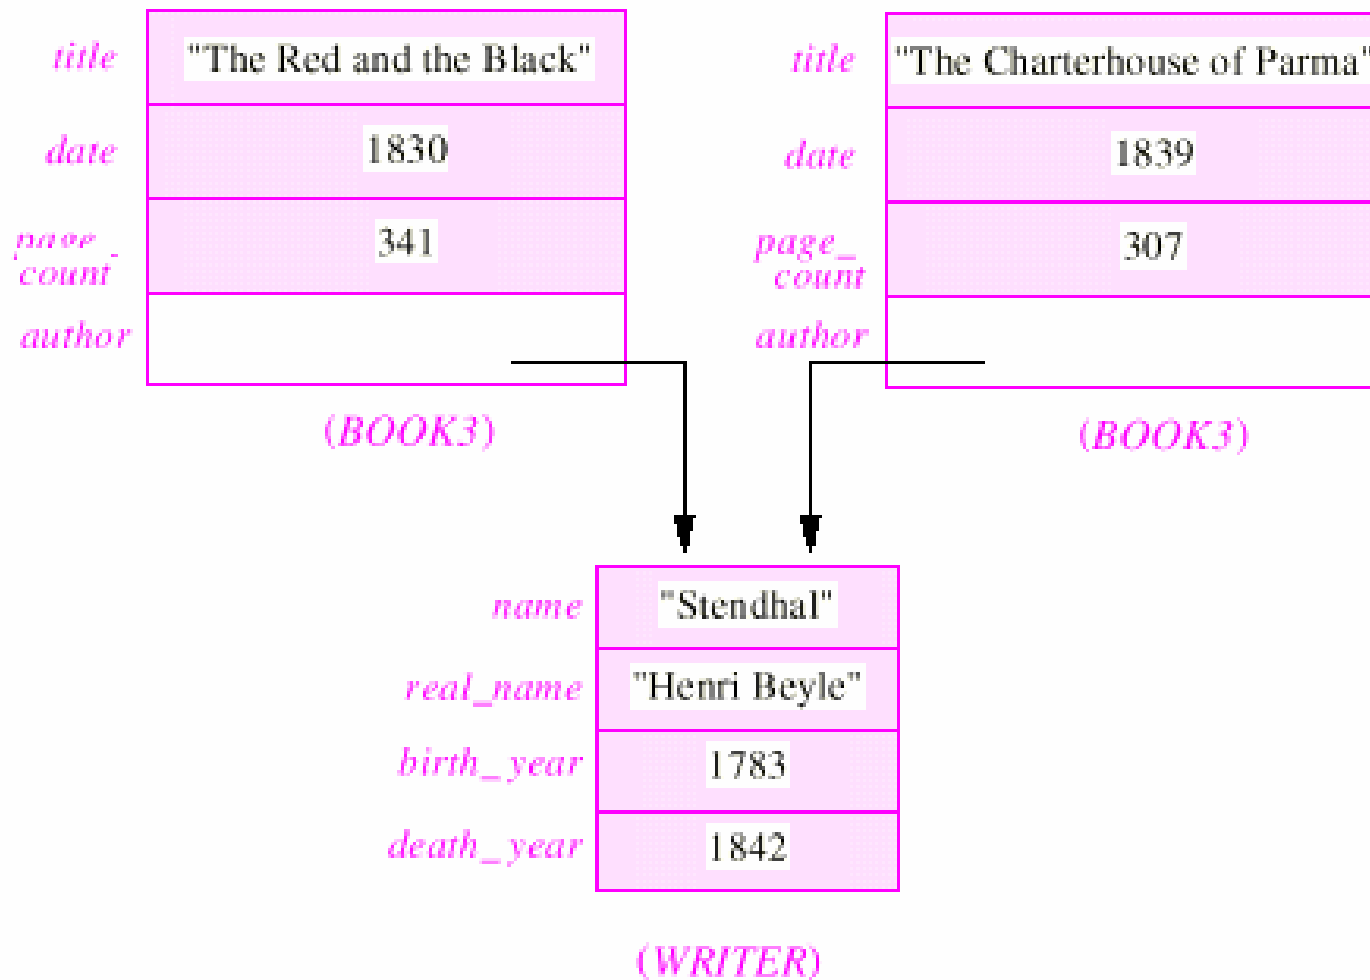 title "The Red and the Black"
date 1830
page_
count 341
author
(BOOK3)
title "The Charterhouse of Parma"
date 1839
page_
count 307
author
(BOOK3)
name "Stendhal"
real_name "Henri Beyle"
birth_year 1783
death_year 1842
(WRITER)